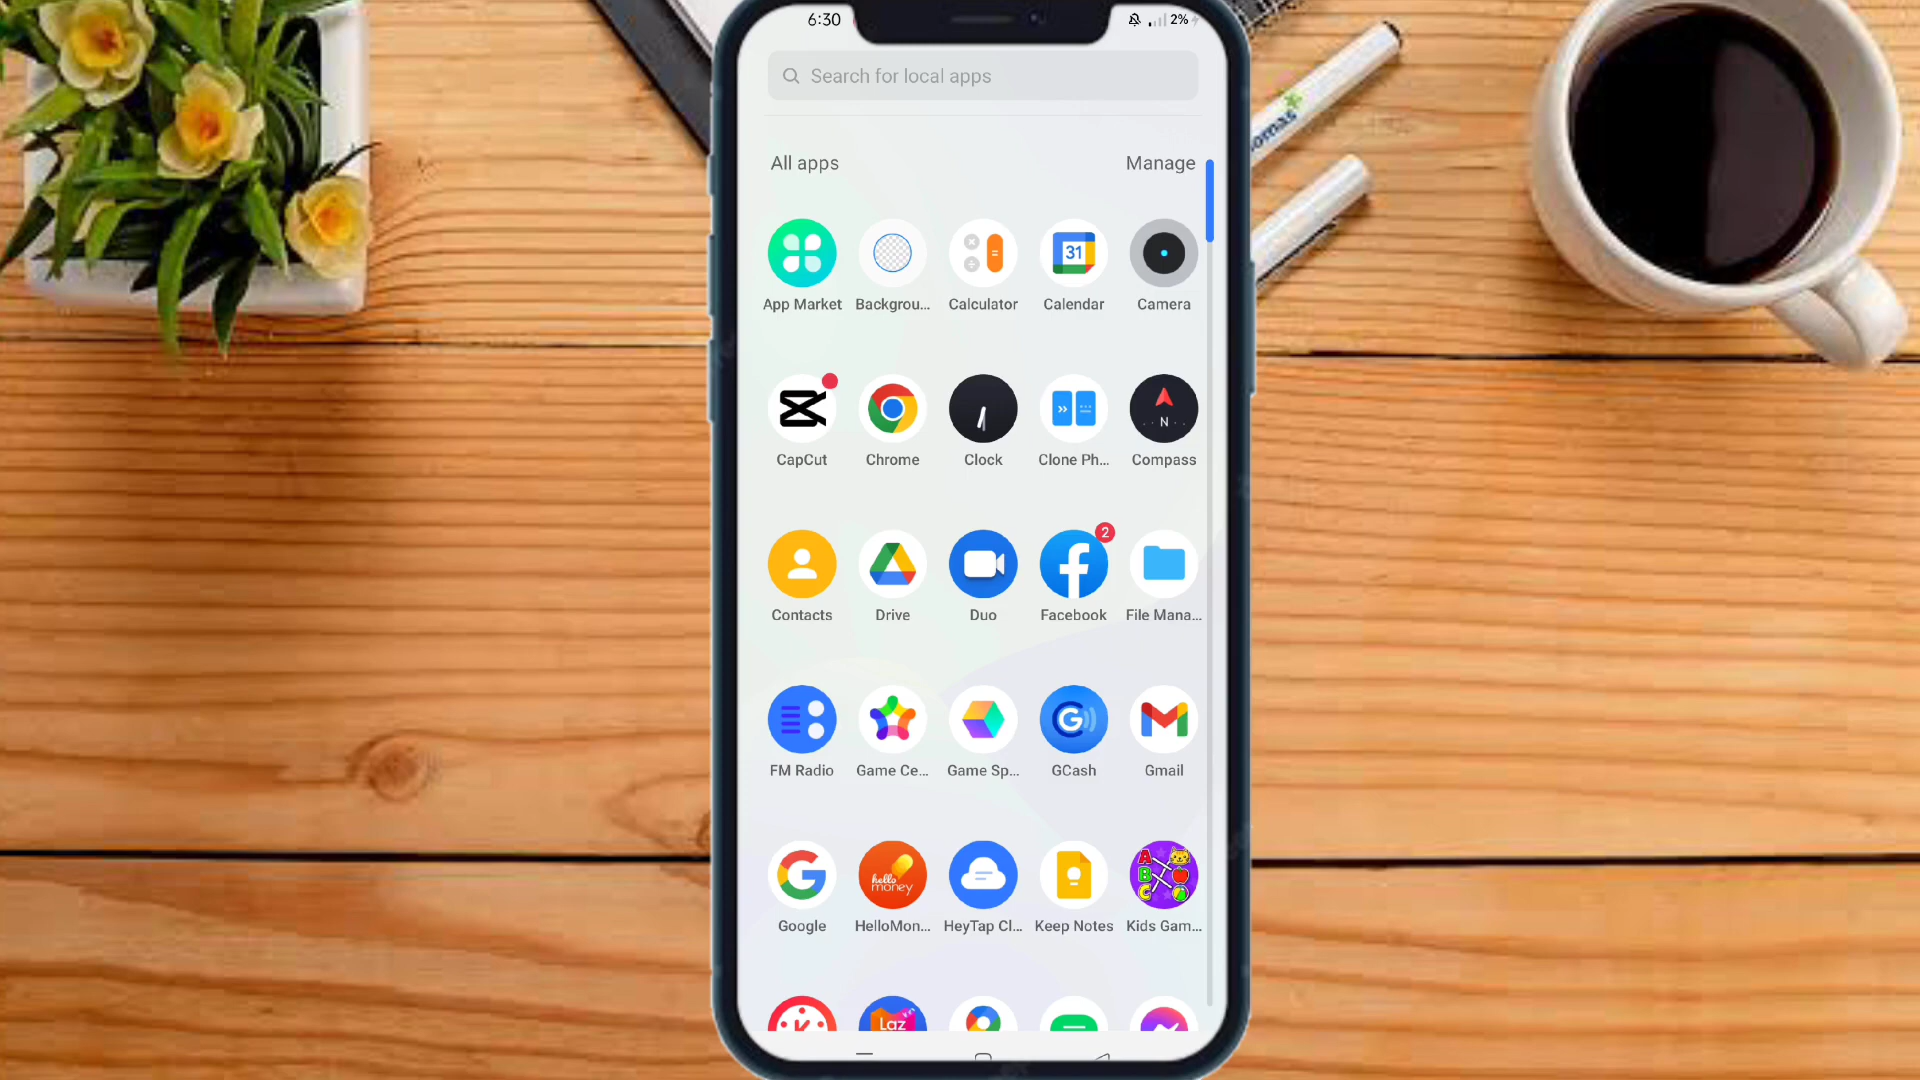 6:30 2%
Search for local apps
All apps Manage
31
App Market Backgrou... Calculator Calendar Camera
N
CapCut Chrome Clock Clone Ph... Compass
2
Contacts Drive Duo Facebook File Mana...
FM Radio Game Ce... Game Sp... GCash Gmail
hello money
A
B
Google HelloMon... HeyTap Cl... Keep Notes Kids Gam...
Laz